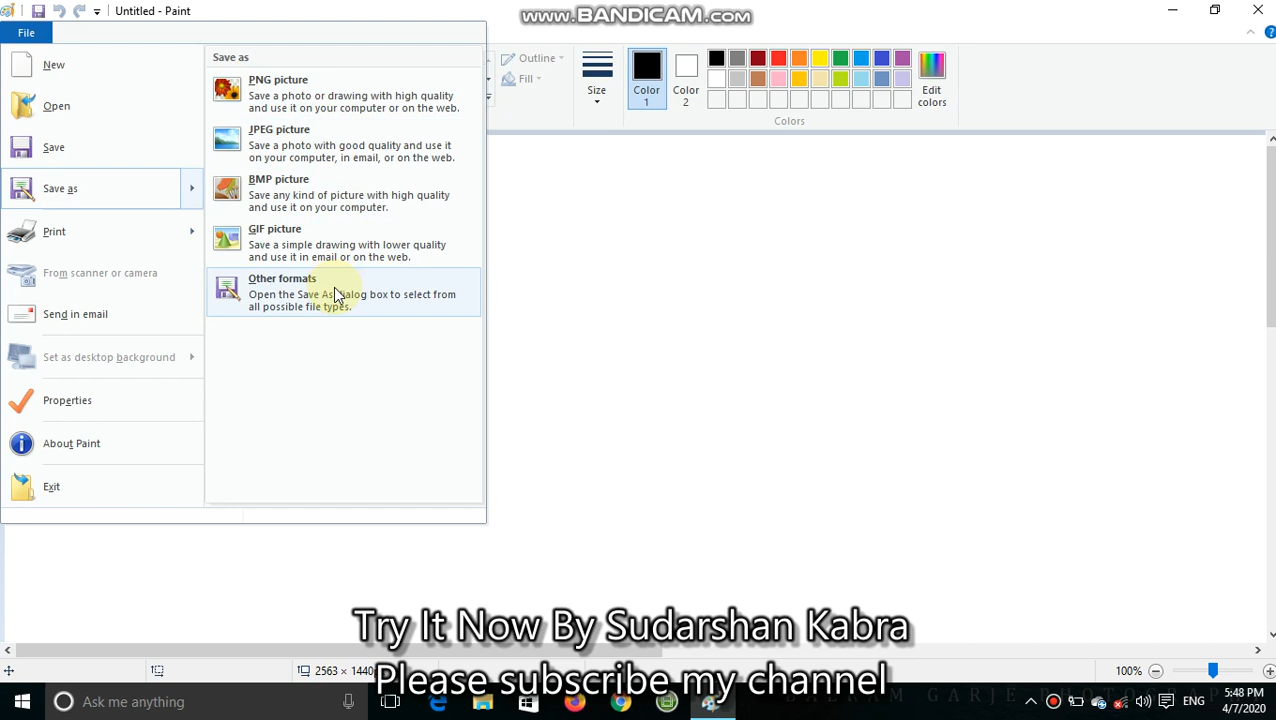 Untitled - Paint
www.BANDICAM.com
File
New
Open
Save
Save as
Print
From scanner or camera
Send in email
Set as desktop background
Properties
About Paint
Exit
Save as
PNG picture
Save a photo or drawing with high quality
and use it on your computer or on the web.
JPEG picture
Save a photo with good quality and use it
on your computer, in email, or on the web.
BMP picture
Save any kind of picture with high quality
and use it on your computer.
GIF picture
Save a simple drawing with lower quality
and use it in email or on the web.
Other formats
Open the Save As dialog box to select from
all possible file types.
Outline
Fill
Size
Color
1
Color
2
Edit
colors
Colors
Try It Now By Sudarshan Kabra
Please subscribe my channel
2563 × 1440
100%
Ask me anything
GARJE PHOTOG
ENG
5:48 PM
4/7/2020